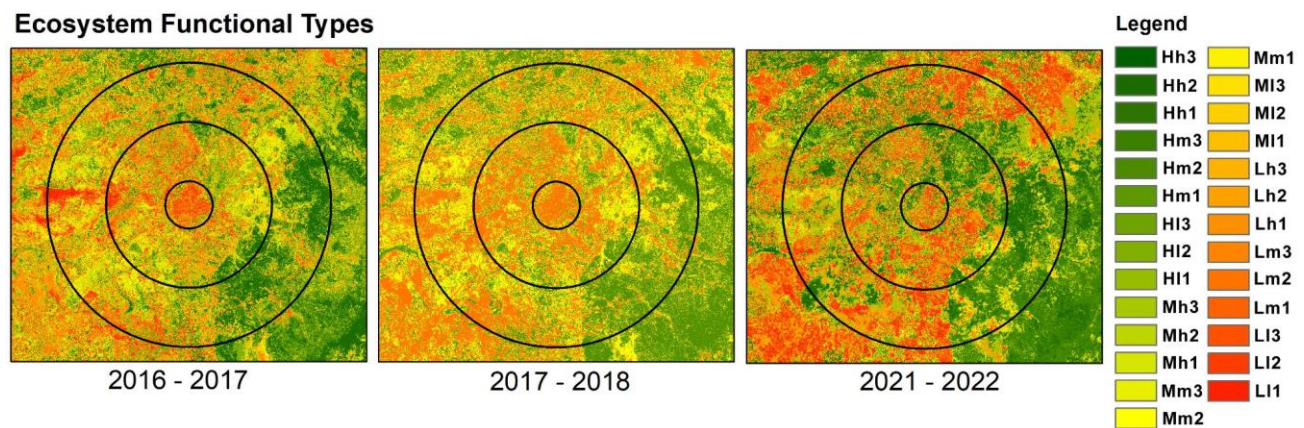 Ecosystem Functional Types
2016 - 2017
2017 - 2018
2021 - 2022
Legend
Hh3
Hh2
Hh1
Hm3
Hm2
Hm1
Hl3
Hl2
Hl1
Mh3
Mh2
Mh1
Mm3
Mm2
Mm1
Ml3
Ml2
Ml1
Lh3
Lh2
Lh1
Lm3
Lm2
Lm1
Ll3
Ll2
Ll1